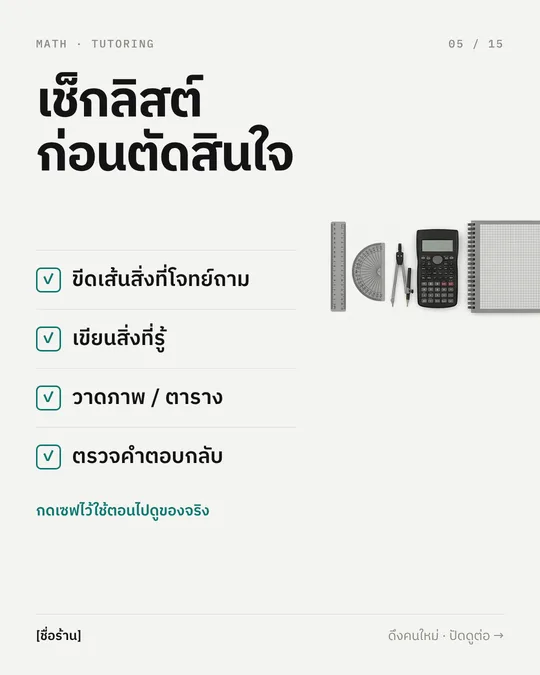 MATH · TUTORING
05 / 15
เช็กลิสต์
ก่อนตัดสินใจ
ขีดเส้นสิ่งที่โจทย์ถาม
เขียนสิ่งที่รู้
วาดภาพ / ตาราง
ตรวจคำตอบกลับ
กดเซฟไว้ใช้ตอนไปดูของจริง
[ชื่อร้าน]
ดึงคนใหม่ · ปัดดูต่อ →